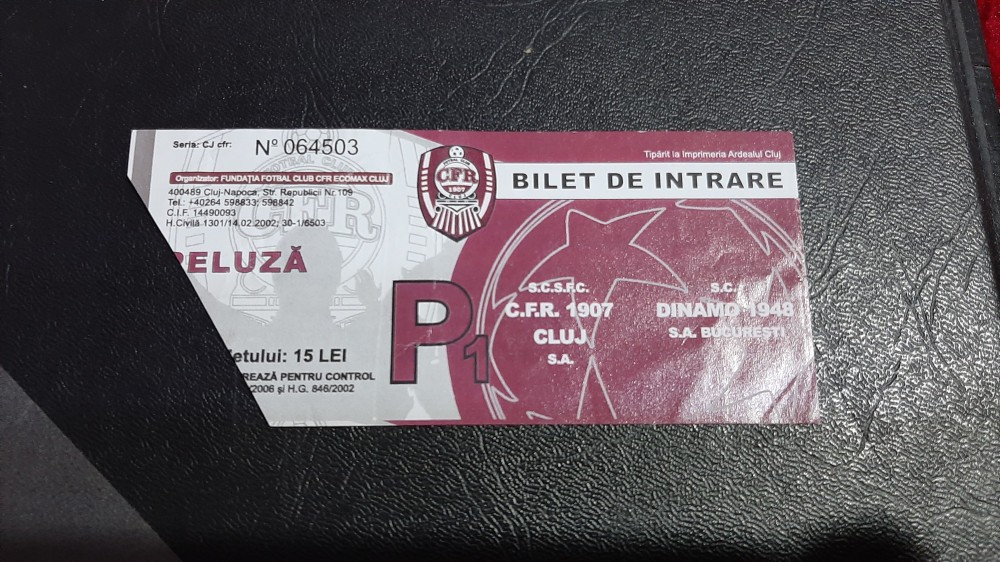 Seria: CJ cfr: Nº 064503
Organizator: FUNDAȚIA FOTBAL CLUB CFR ECOMAX CLUJ
400489 Cluj-Napoca, Str. Republicii Nr.109
Tel.: +40264 598833; 598842
C.I.F. 14490093
H.Civilă 1301/14.02.2002; 30-1/6503
PELUZĂ
etului: 15 LEI
REAZĂ PENTRU CONTROL
2006 și H.G. 846/2002
P1
FOTBAL CLUB
CFR
1907
CLUJ
Tipărit la Imprimeria Ardealul Cluj
BILET DE INTRARE
S.C.S.F.C.
C.F.R. 1907
CLUJ
S.A.
S.C.
DINAMO 1948
S.A. BUCUREȘTI